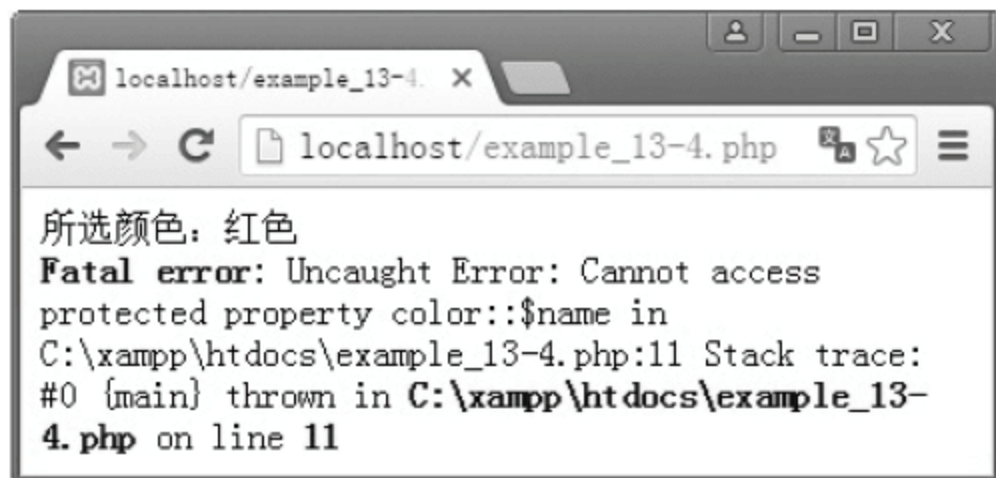 localhost/example_13-4.
localhost/example_13-4.php
所选颜色：红色
Fatal error: Uncaught Error: Cannot access
protected property color::$name in
C:\xampp\htdocs\example_13-4.php:11 Stack trace:
#0 {main} thrown in C:\xampp\htdocs\example_13-
4.php on line 11